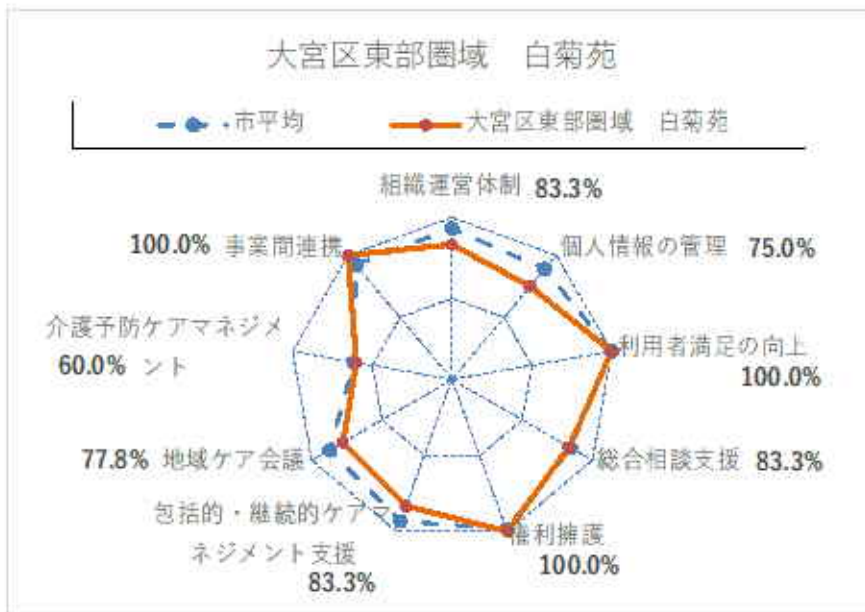 大宮区東部圏域　白菊苑
市平均　大宮区東部圏域　白菊苑
組織運営体制 83.3%
個人情報の管理 75.0%
利用者満足の向上
100.0%
総合相談支援 83.3%
権利擁護
100.0%
包括的・継続的ケアマ
ネジメント支援
83.3%
77.8% 地域ケア会議
介護予防ケアマネジメ
60.0% ント
100.0% 事業間連携